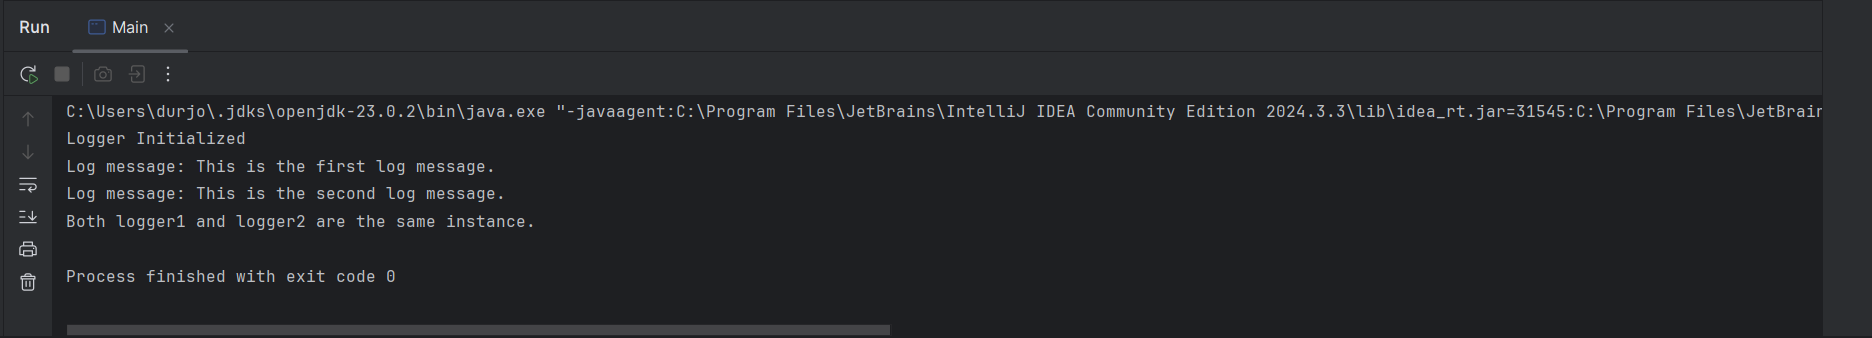 Run Main
C:\Users\durjo\.jdks\openjdk-23.0.2\bin\java.exe "-javaagent:C:\Program Files\JetBrains\IntelliJ IDEA Community Edition 2024.3.3\lib\idea_rt.jar=31545:C:\Program Files\JetBrain
Logger Initialized
Log message: This is the first log message.
Log message: This is the second log message.
Both logger1 and logger2 are the same instance.
Process finished with exit code 0